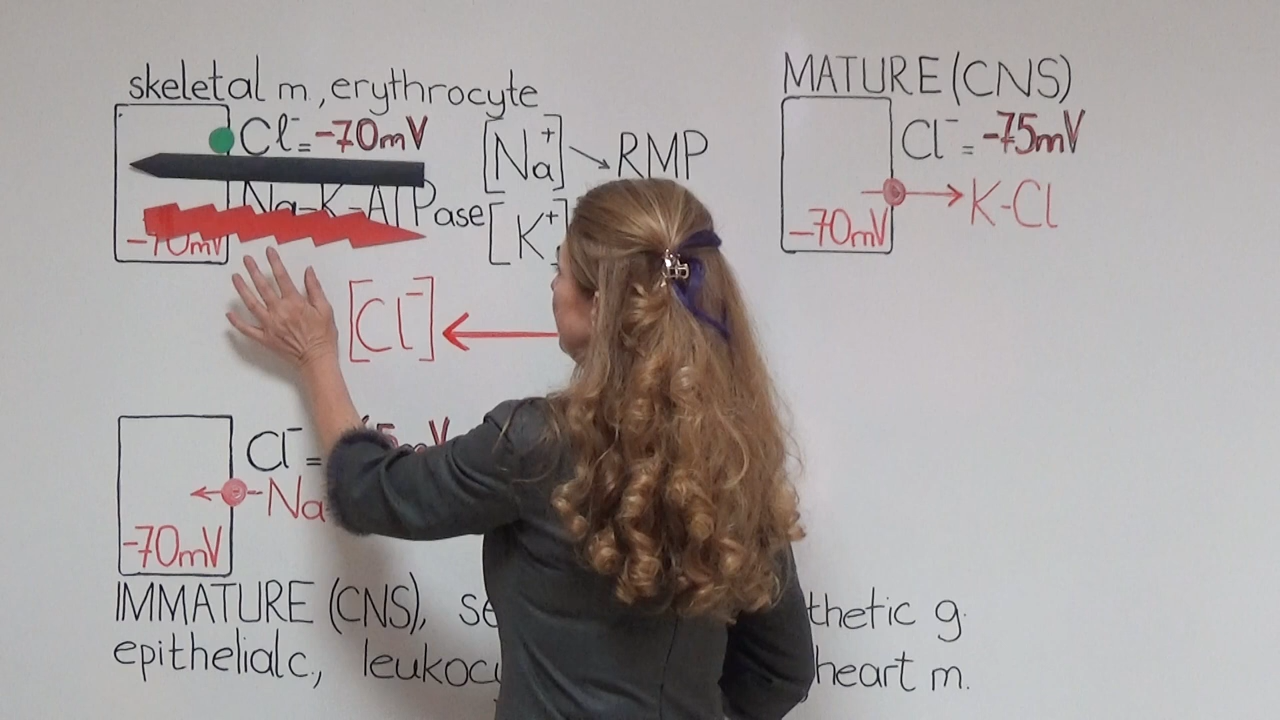 skeletal m., erythrocyte
Cl⁻ = -70mV
[Na⁺] → RMP
Na-K-ATPase
[K⁺]
-70mV
[Cl⁻] ←
MATURE (CNS)
Cl⁻ = -75mV
→ K-Cl
-70mV
Cl⁻ =
← -Na
-70mV
IMMATURE (CNS),
g.
epithelial c.,
heart m.